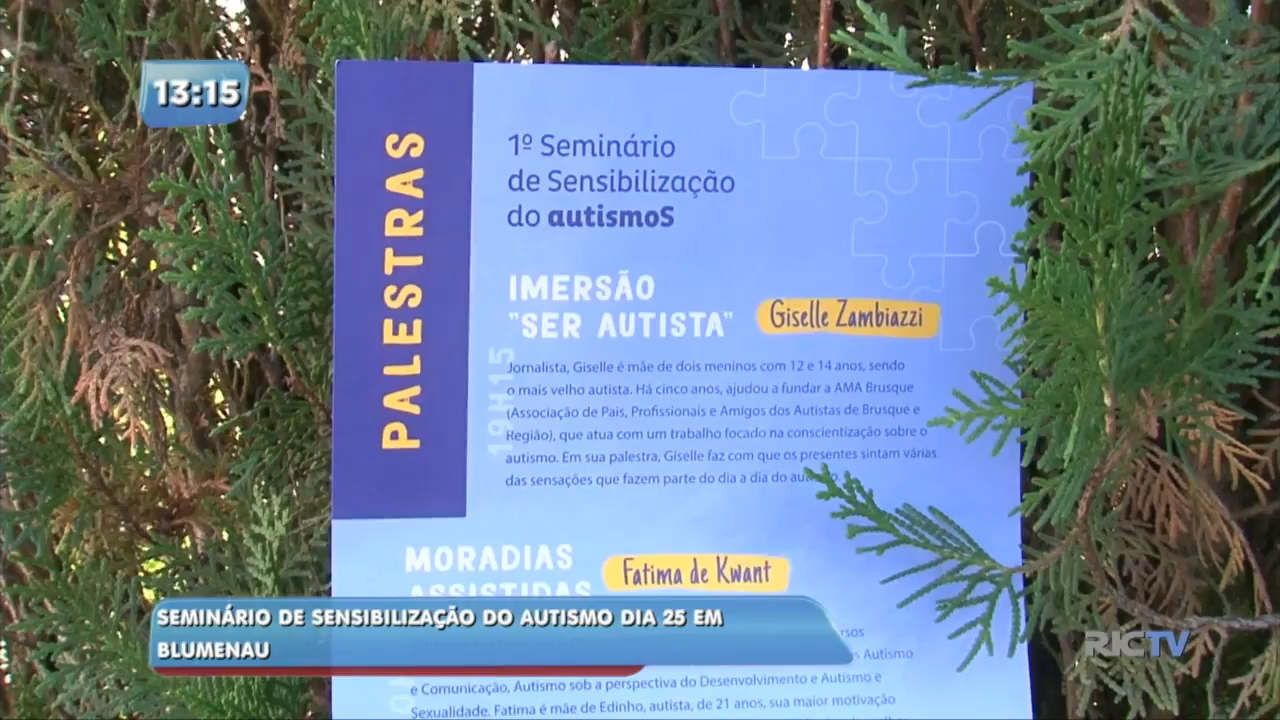 13:15
PALESTRAS
1º Seminário
de Sensibilização
do autismoS
IMERSÃO
"SER AUTISTA"
Giselle Zambiazzi
19H15
Jornalista, Giselle é mãe de dois meninos com 12 e 14 anos, sendo
o mais velho autista. Há cinco anos, ajudou a fundar a AMA Brusque
(Associação de Pais, Profissionais e Amigos dos Autistas de Brusque e
Região), que atua com um trabalho focado na conscientização sobre o
autismo. Em sua palestra, Giselle faz com que os presentes sintam várias
das sensações que fazem parte do dia a dia do
MORADIAS
ASSISTIDAS
Fatima de Kwant
SEMINÁRIO DE SENSIBILIZAÇÃO DO AUTISMO DIA 25 EM
BLUMENAU
RICTV
Autismo
e Comunicação, Autismo sob a perspectiva do Desenvolvimento e Autismo e
Sexualidade. Fatima é mãe de Edinho, autista, de 21 anos, sua maior motivação